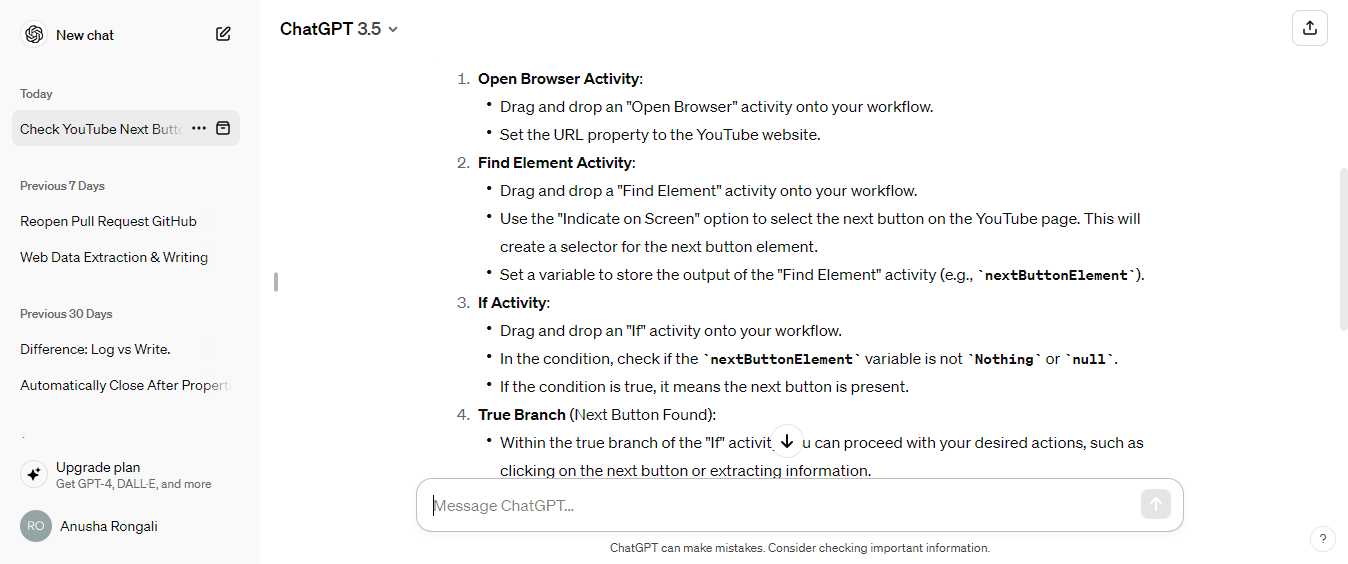 New chat
Today
Check YouTube Next Butt
Previous 7 Days
Reopen Pull Request GitHub
Web Data Extraction & Writing
Previous 30 Days
Difference: Log vs Write.
Automatically Close After Propert
Upgrade plan
Get GPT-4, DALL·E, and more
RO Anusha Rongali
ChatGPT 3.5
1. Open Browser Activity:
• Drag and drop an "Open Browser" activity onto your workflow.
• Set the URL property to the YouTube website.
2. Find Element Activity:
• Drag and drop a "Find Element" activity onto your workflow.
• Use the "Indicate on Screen" option to select the next button on the YouTube page. This will
create a selector for the next button element.
• Set a variable to store the output of the "Find Element" activity (e.g., `nextButtonElement`).
3. If Activity:
• Drag and drop an "If" activity onto your workflow.
• In the condition, check if the `nextButtonElement` variable is not `Nothing` or `null`.
• If the condition is true, it means the next button is present.
4. True Branch (Next Button Found):
• Within the true branch of the "If" activit u can proceed with your desired actions, such as
clicking on the next button or extracting information.
Message ChatGPT...
ChatGPT can make mistakes. Consider checking important information.
?